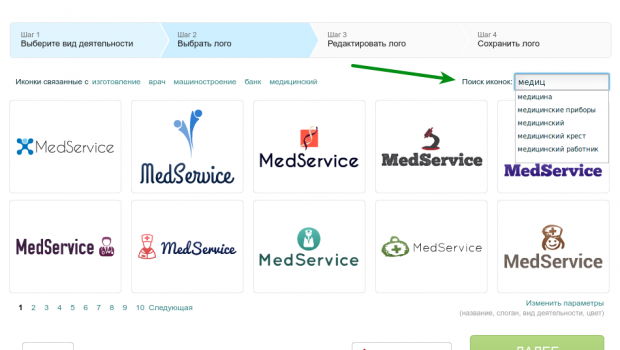 Шаг 1
Выберите вид деятельности
Шаг 2
Выбрать лого
Шаг 3
Редактировать лого
Шаг 4
Сохранить лого
Иконки связанные с изготовление врач машиностроение банк медицинский
Поиск иконок: медиц
медицина
медицинские приборы
медицинский
медицинский крест
медицинский работник
MedService
MedService
MedService
MedService
MedService
MedService
MedService
MedService
MedService
MedService
1 2 3 4 5 6 7 8 9 10 Следующая
Изменить параметры
(название, слоган, вид деятельности, цвет)